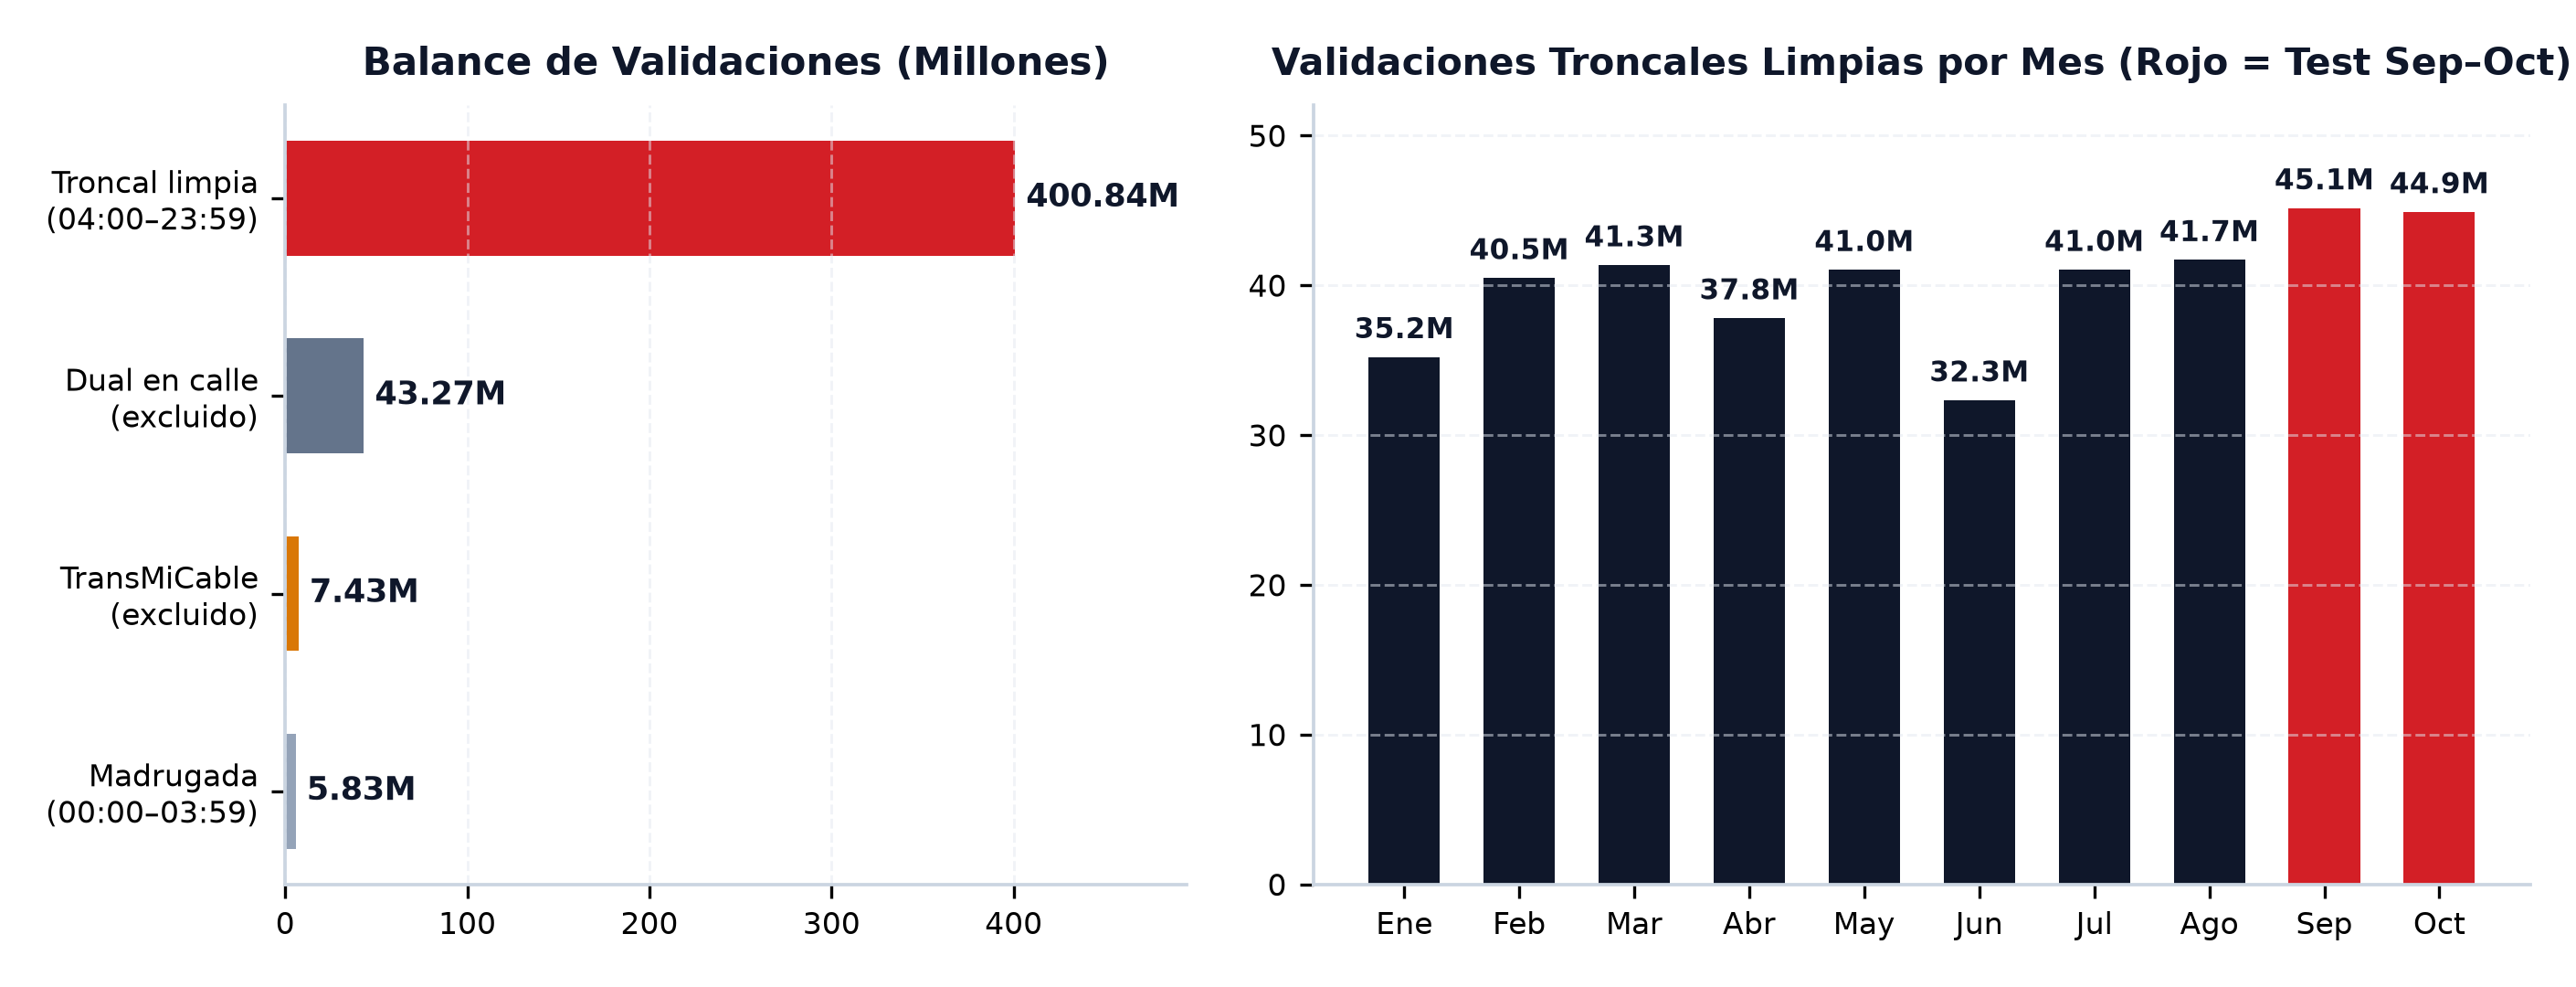 Balance de Validaciones (Millones)
Troncal limpia
(04:00–23:59)
400.84M
Dual en calle
(excluido)
43.27M
TransMiCable
(excluido)
7.43M
Madrugada
(00:00–03:59)
5.83M
0 100 200 300 400
Validaciones Troncales Limpias por Mes (Rojo = Test Sep–Oct)
50
40
30
20
10
0
35.2M 40.5M 41.3M 37.8M 41.0M 32.3M 41.0M 41.7M 45.1M 44.9M
Ene Feb Mar Abr May Jun Jul Ago Sep Oct